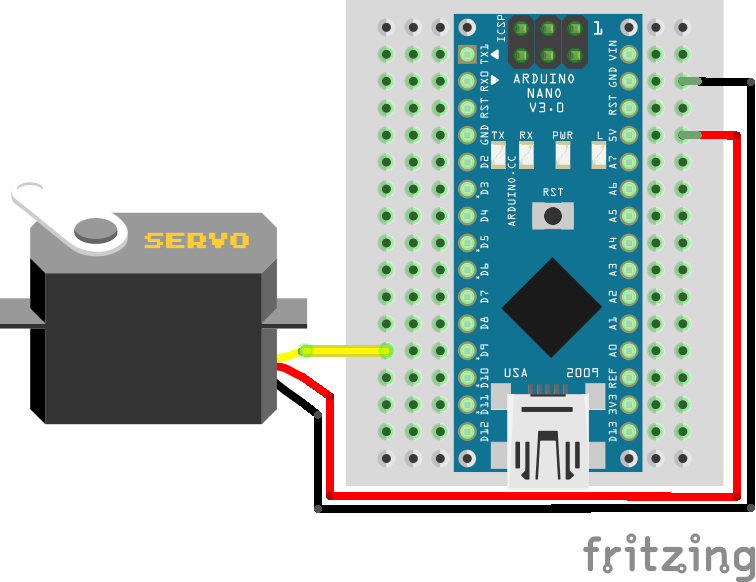 ICSP
1
TX1
RX0
RST
GND
D2
D3
D4
D5
D6
D7
D8
D9
D10
D11
D12
ARDUINO
NANO
V3.0
TX
RX
PWR
L
ARDUINO.CC
RST
USA
2009
VIN
GND
RST
5V
A7
A6
A5
A4
A3
A2
A1
A0
REF
3V3
D13
SERVO
fritzing